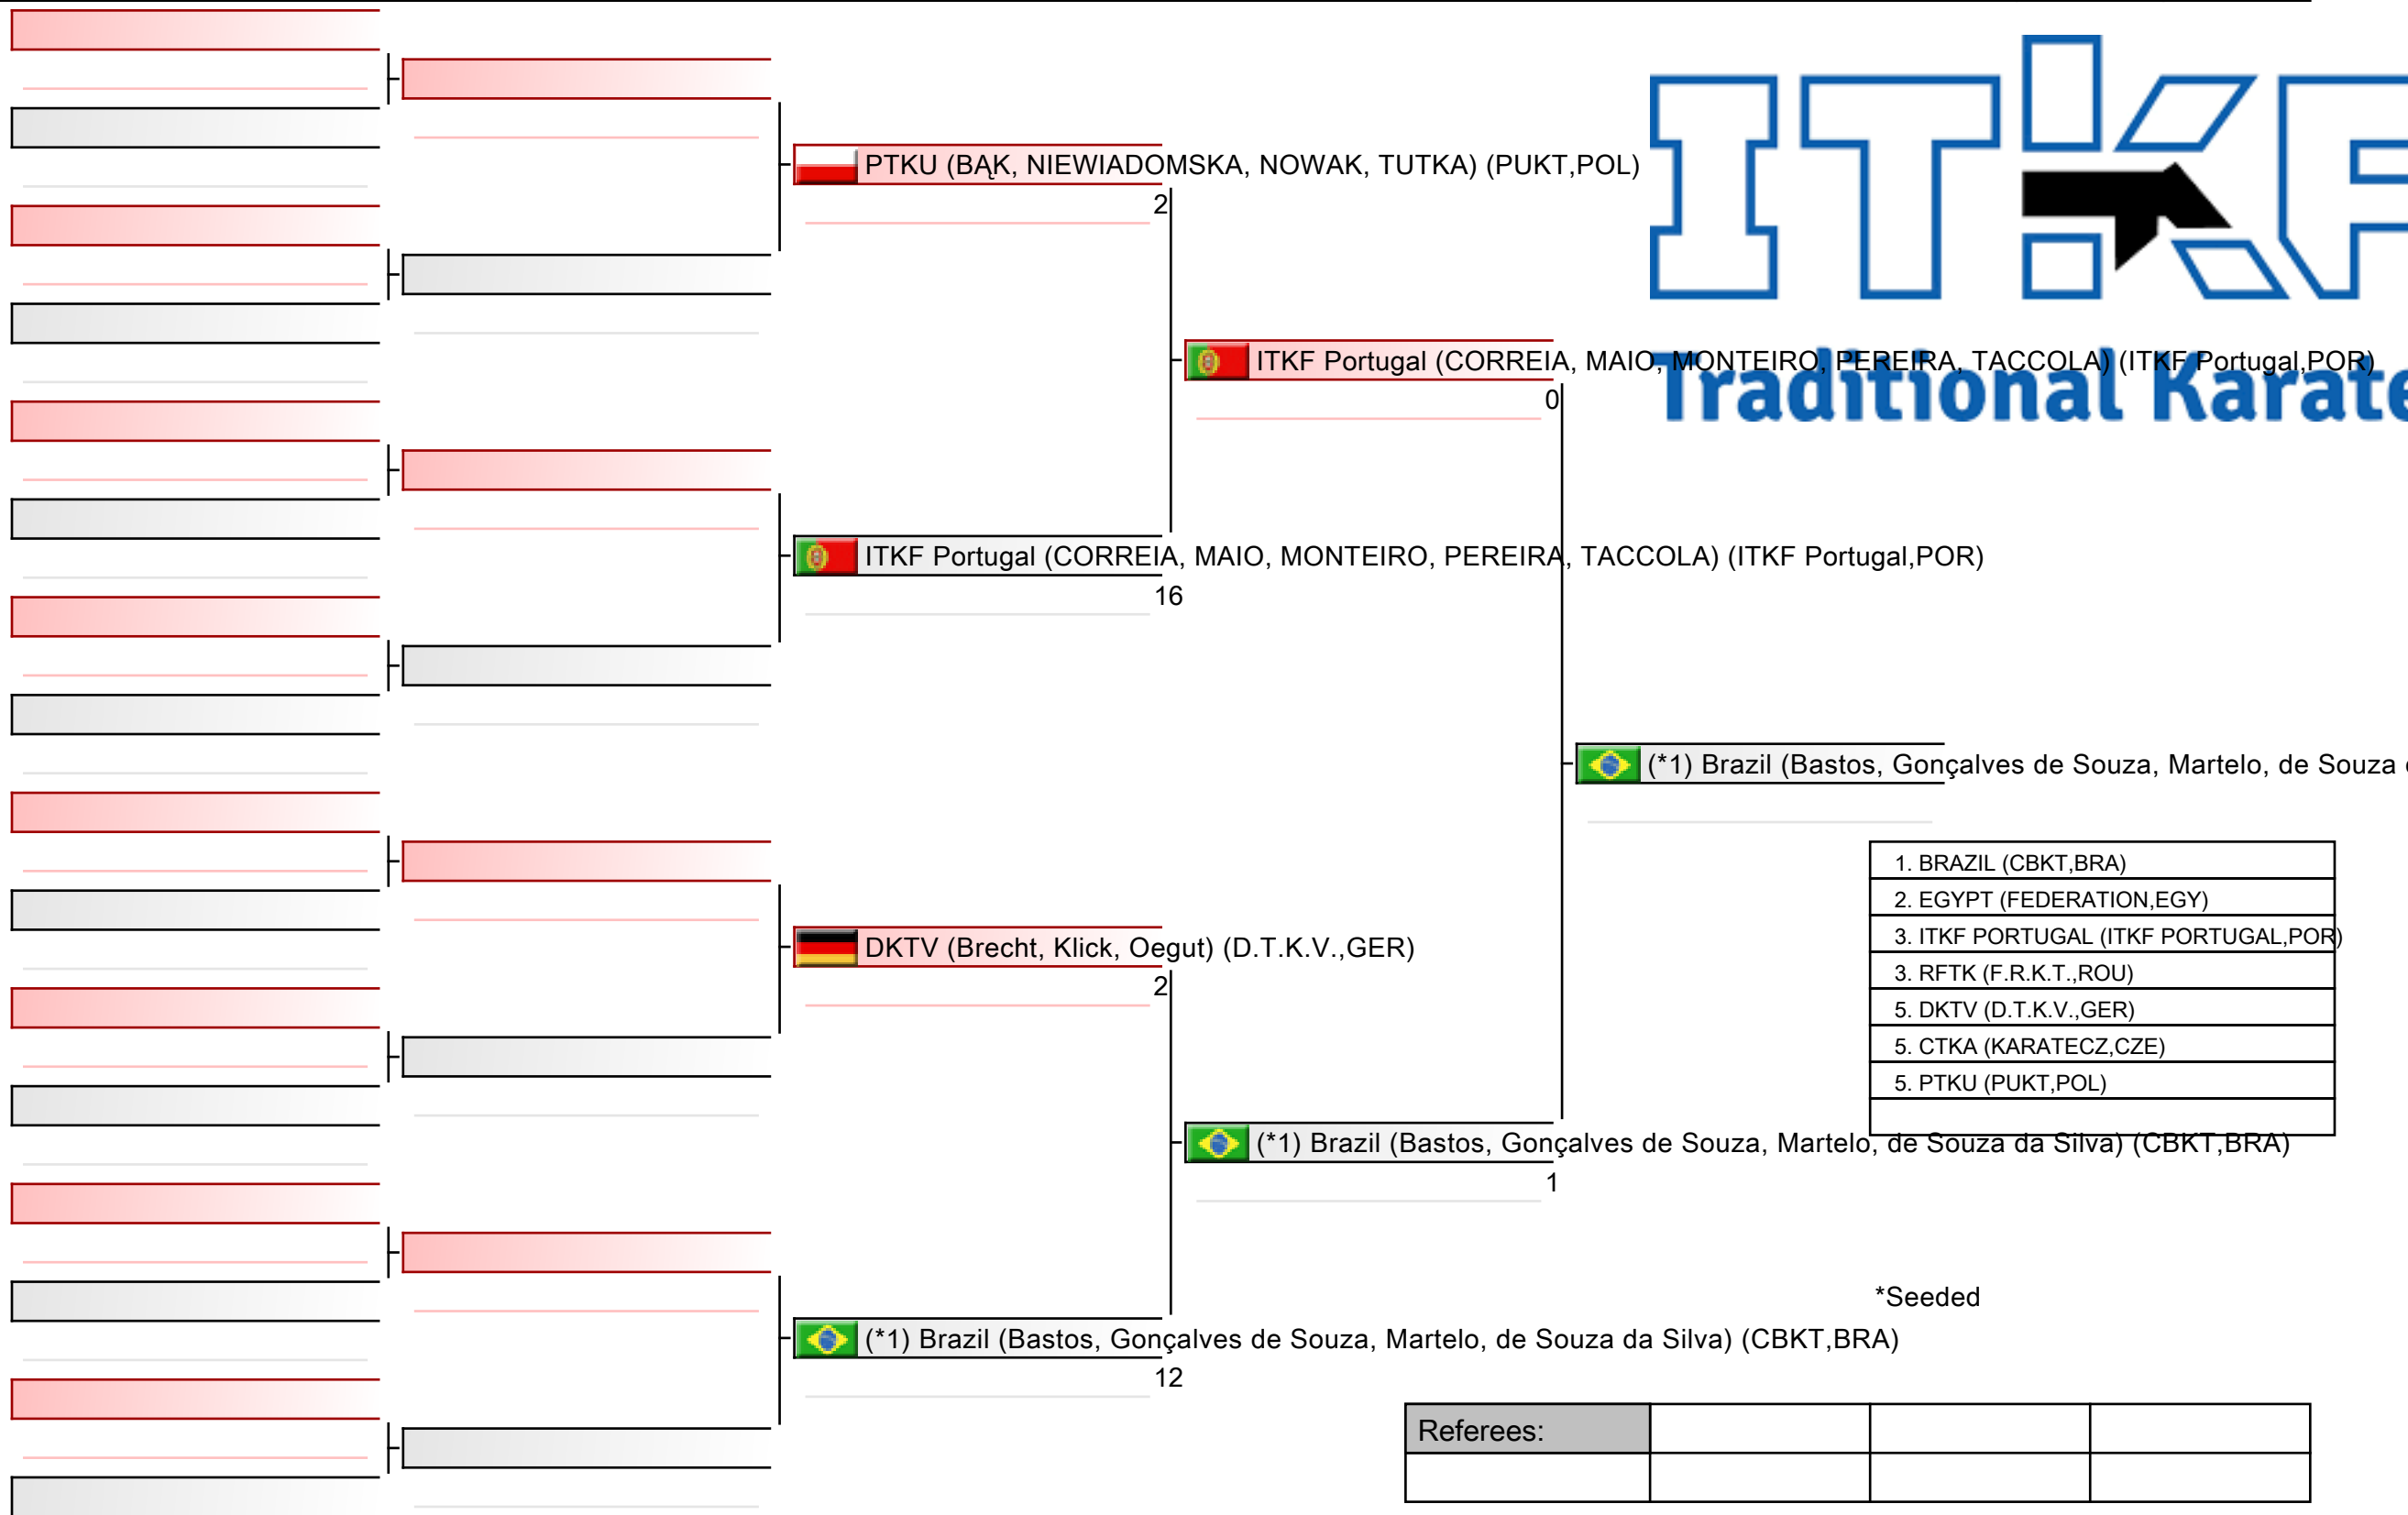 ITKF
Traditional Karate
PTKU (BĄK, NIEWIADOMSKA, NOWAK, TUTKA) (PUKT,POL)
2
ITKF Portugal (CORREIA, MAIO, MONTEIRO, PEREIRA, TACCOLA) (ITKF Portugal,POR)
0
ITKF Portugal (CORREIA, MAIO, MONTEIRO, PEREIRA, TACCOLA) (ITKF Portugal,POR)
16
(*1) Brazil (Bastos, Gonçalves de Souza, Martelo, de Souza
1. BRAZIL (CBKT,BRA)
2. EGYPT (FEDERATION,EGY)
3. ITKF PORTUGAL (ITKF PORTUGAL,POR)
3. RFTK (F.R.K.T.,ROU)
5. DKTV (D.T.K.V.,GER)
5. CTKA (KARATECZ,CZE)
5. PTKU (PUKT,POL)
DKTV (Brecht, Klick, Oegut) (D.T.K.V.,GER)
2
(*1) Brazil (Bastos, Gonçalves de Souza, Martelo, de Souza da Silva) (CBKT,BRA)
1
*Seeded
(*1) Brazil (Bastos, Gonçalves de Souza, Martelo, de Souza da Silva) (CBKT,BRA)
12
Referees: